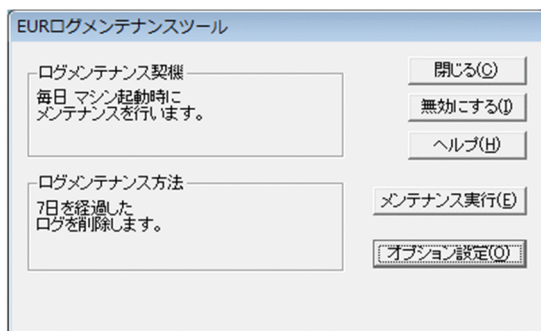 EURログメンテナンスツール
ログメンテナンス契機
毎日 マシン起動時に
メンテナンスを行います。
閉じる(C)
無効にする(I)
ヘルプ(H)
ログメンテナンス方法
7日を経過した
ログを削除します。
メンテナンス実行(E)
オプション設定(O)